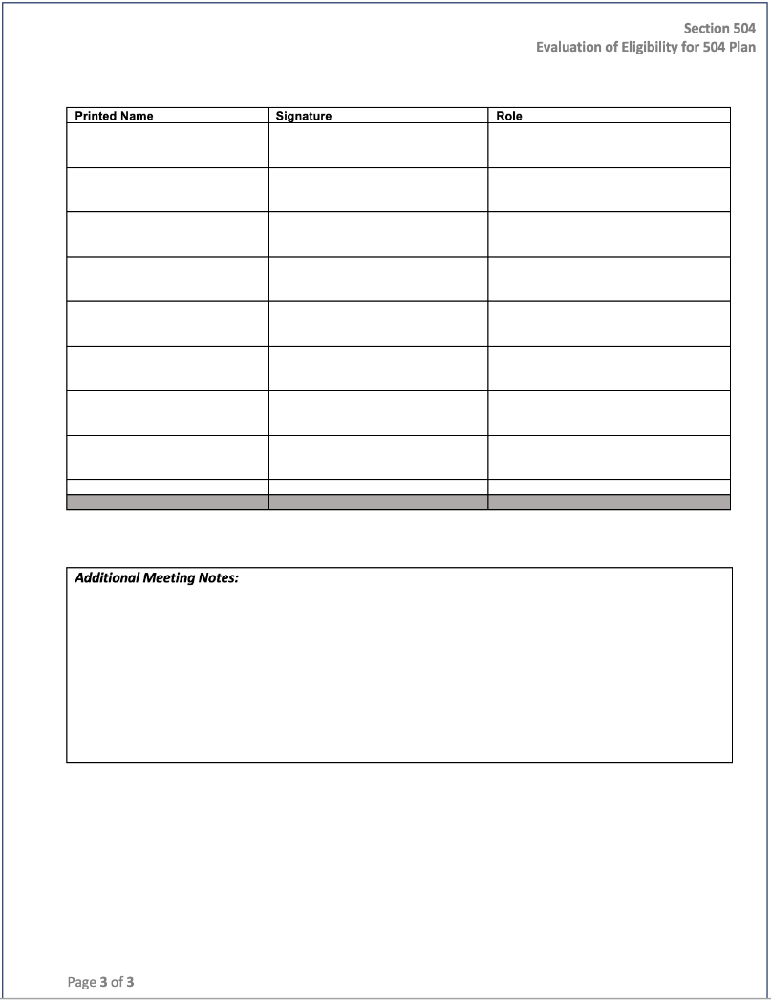 Section 504
Evaluation of Eligibility for 504 Plan
Printed Name Signature Role
Additional Meeting Notes:
Page 3 of 3